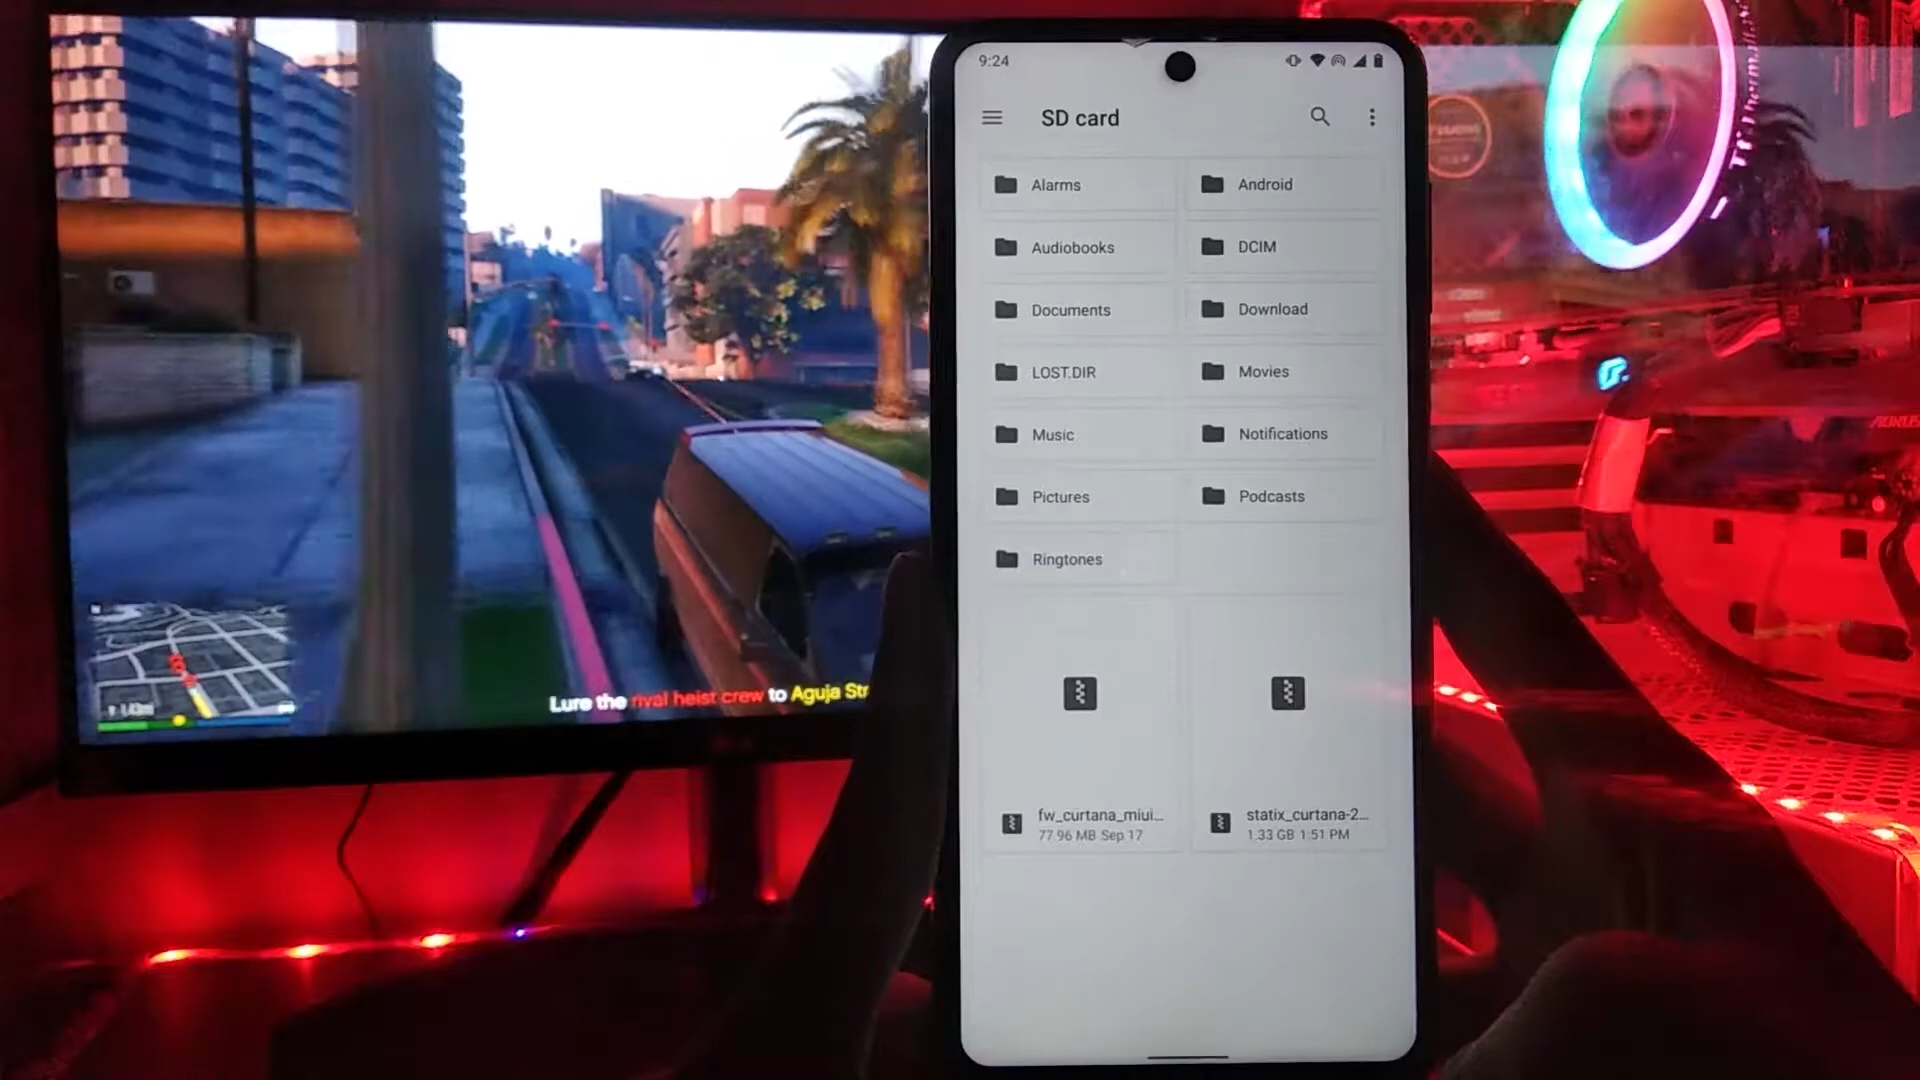 9:24
SD card
Alarms
Android
Audiobooks
DCIM
Documents
Download
LOST.DIR
Movies
Music
Notifications
Pictures
Podcasts
Ringtones
fw_curtana_miui...
77.96 MB Sep 17
statix_curtana-2...
1.33 GB 1:51 PM
Lure the rival heist crew to Aguja Str